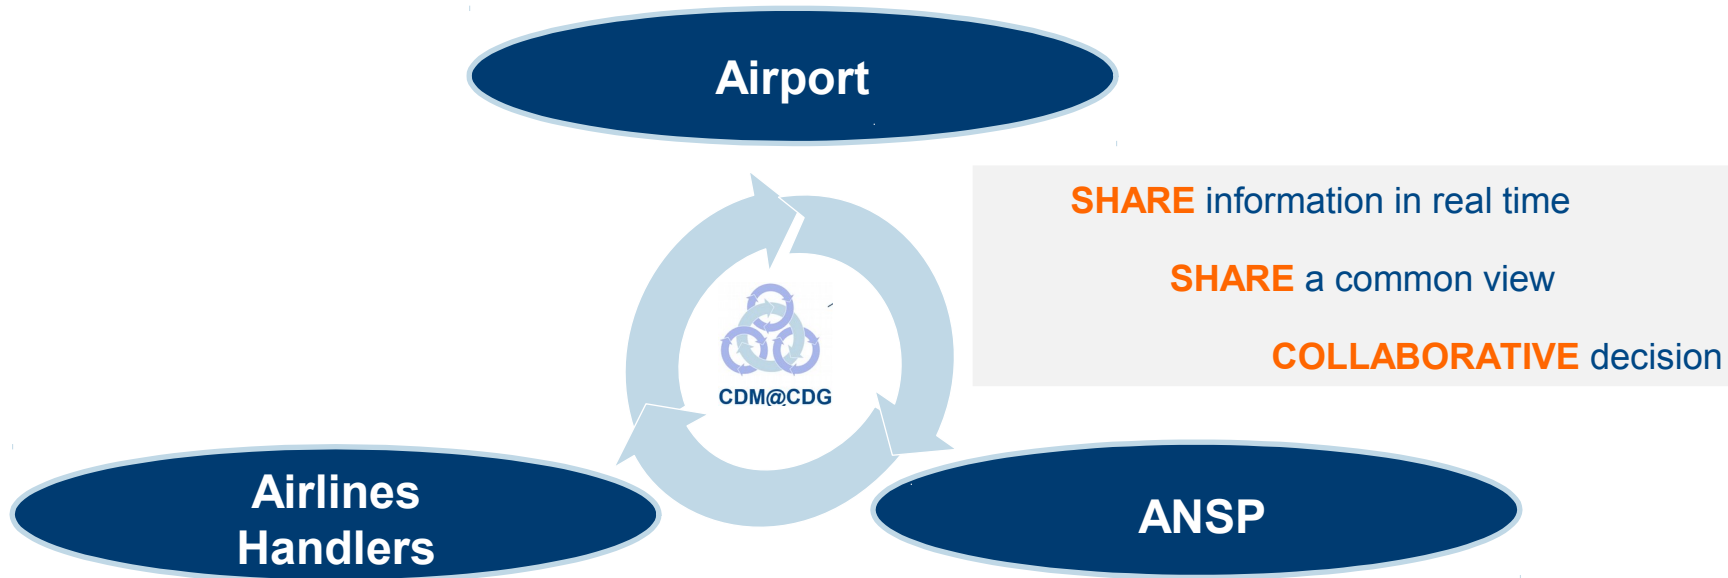 Airport
SHARE information in real time
SHARE a common view
COLLABORATIVE decision
CDM@CDG
Airlines
Handlers
ANSP